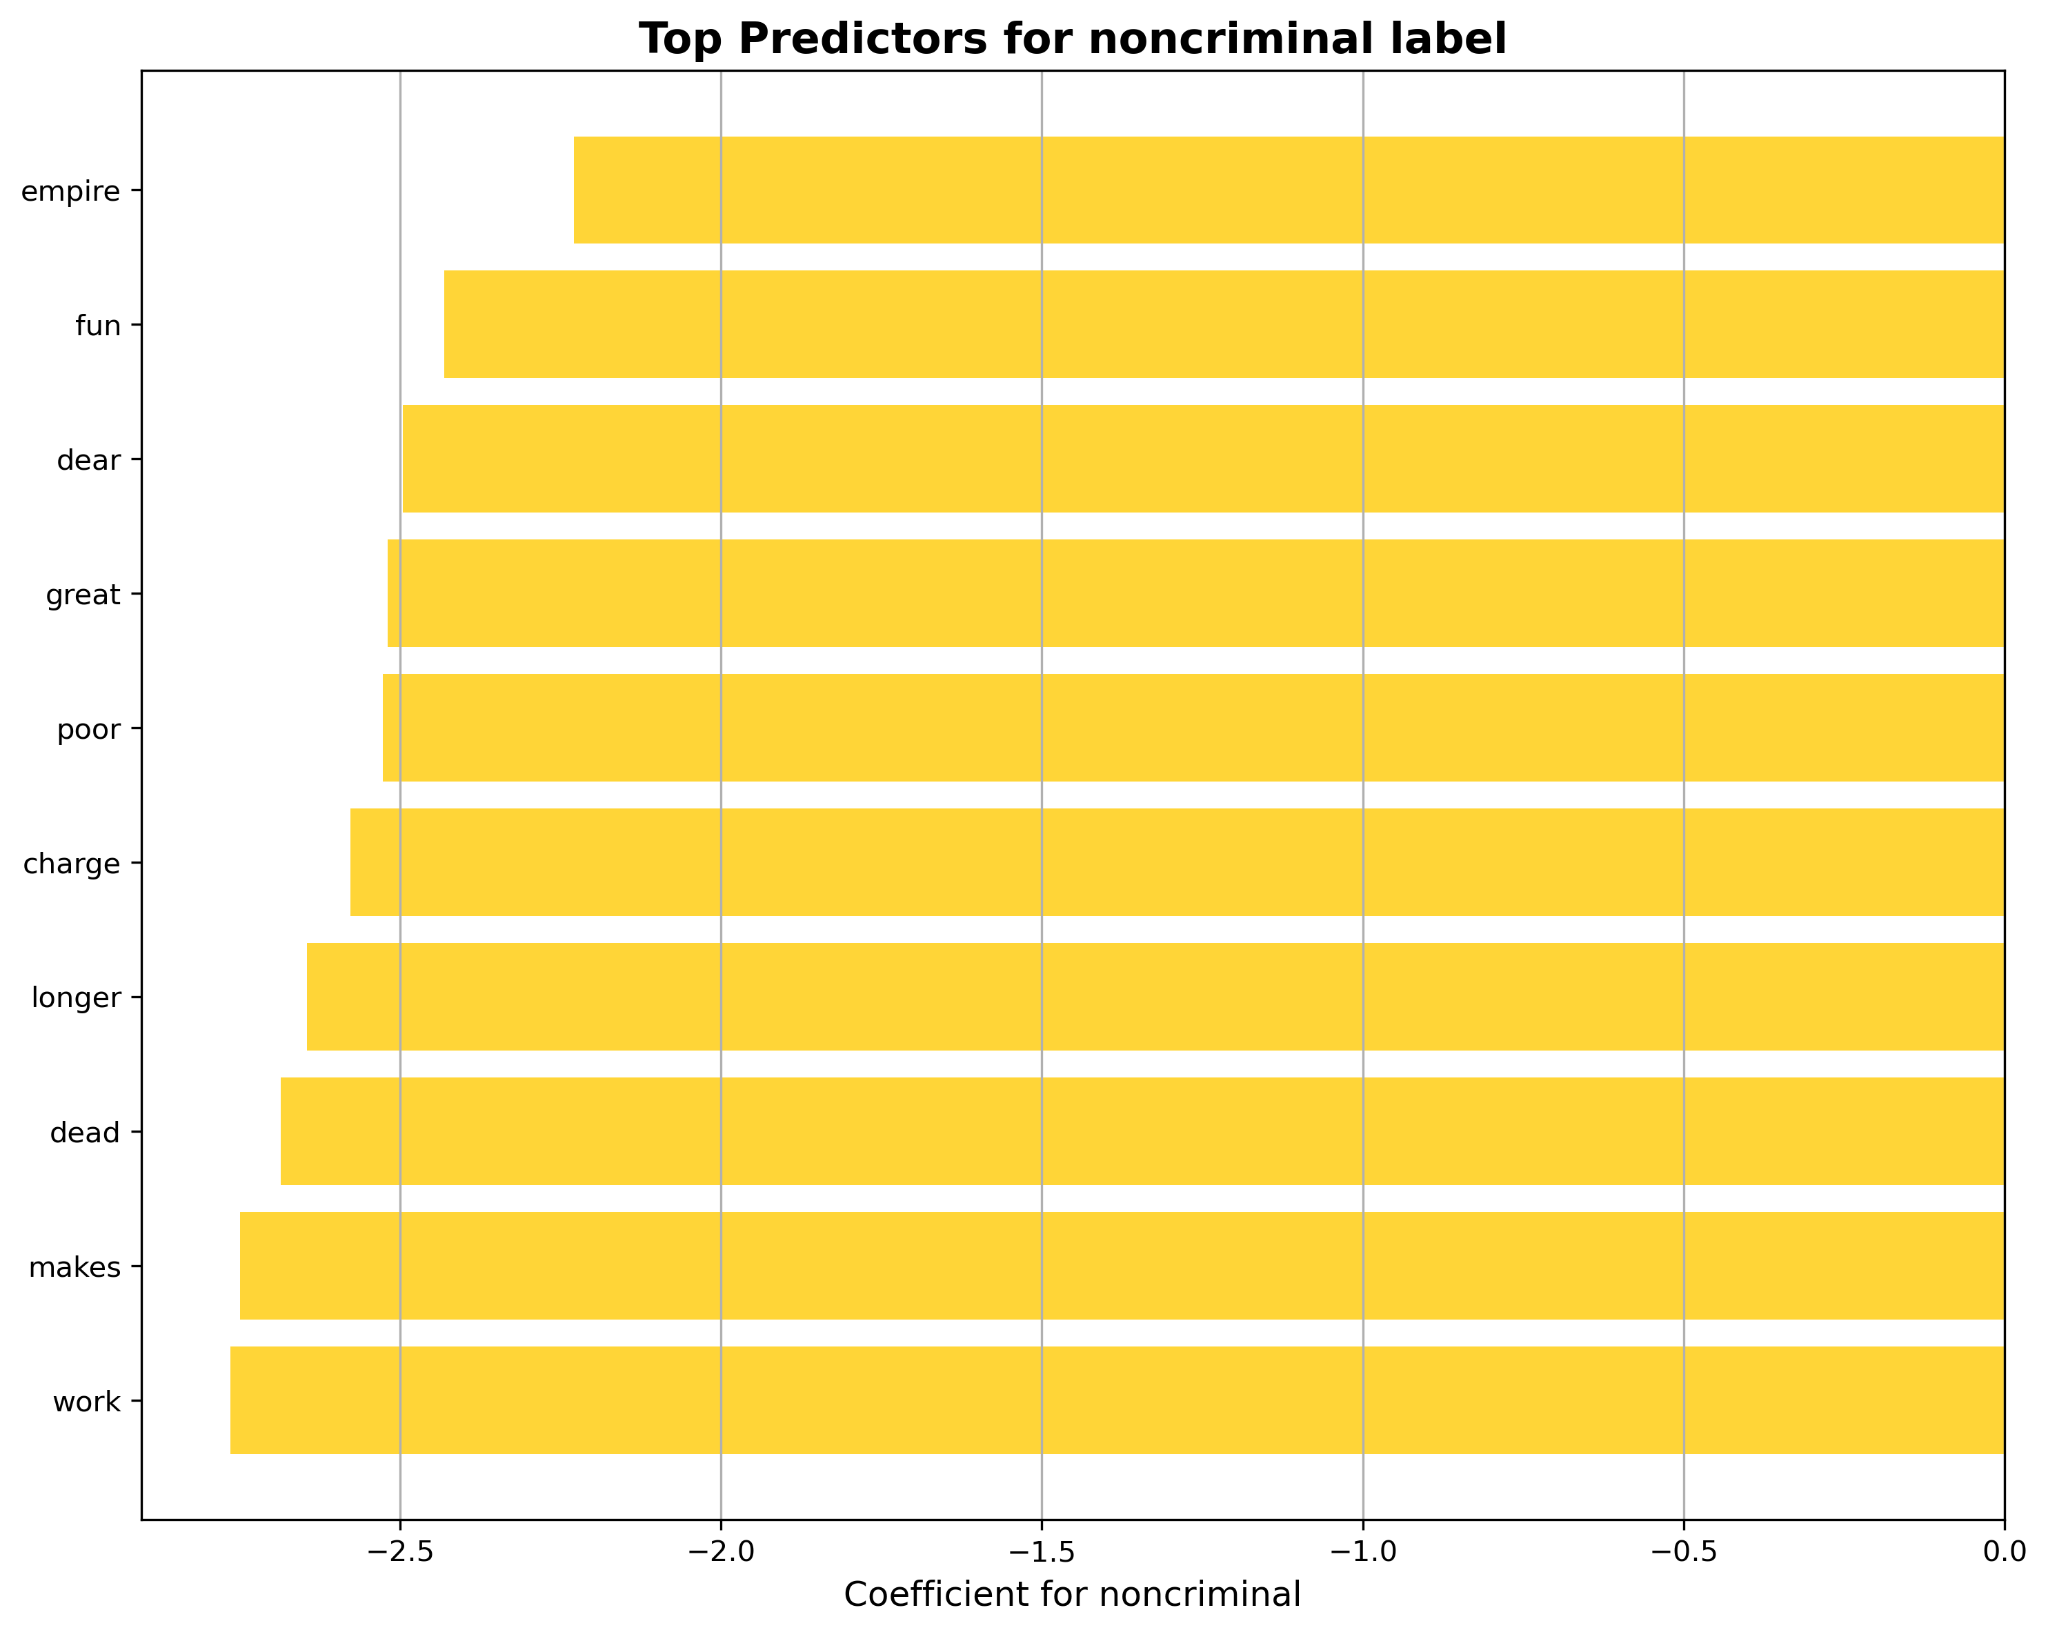 Top Predictors for noncriminal label
empire
fun
dear
great
poor
charge
longer
dead
makes
work
−2.5 −2.0 −1.5 −1.0 −0.5 0.0
Coefficient for noncriminal